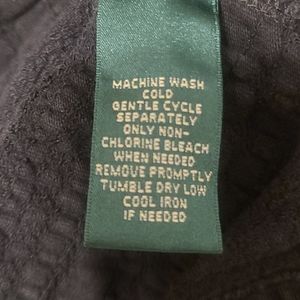 MACHINE WASH
COLD
GENTLE CYCLE
SEPARATELY
ONLY NON-
CHLORINE BLEACH
WHEN NEEDED
REMOVE PROMPTLY
TUMBLE DRY LOW
COOL IRON
IF NEEDED